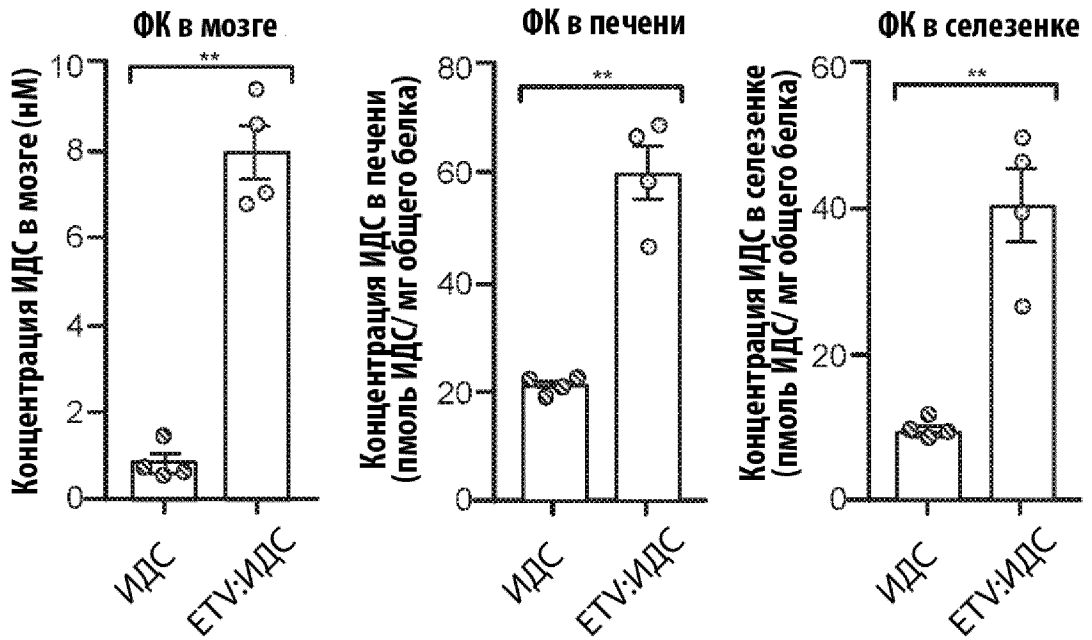 ФК в мозге
Концентрация ИДС в мозге (нМ)
10
8
6
4
2
0
**
ИДС
ETV:ИДС
ФК в печени
Концентрация ИДС в печени
(пмоль ИДС/ мг общего белка)
80
60
40
20
0
**
ИДС
ETV:ИДС
ФК в селезенке
Концентрация ИДС в селезенке
(пмоль ИДС/ мг общего белка)
60
40
20
0
**
ИДС
ETV:ИДС